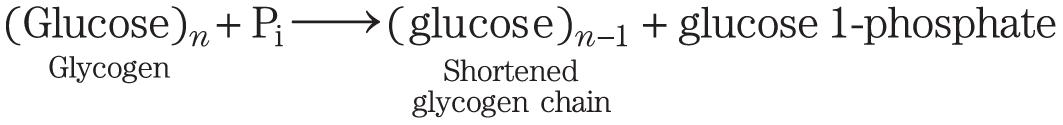 (Glucose)n + Pi ⟶ (glucose)n−1 + glucose 1-phosphate
Glycogen Shortened
glycogen chain